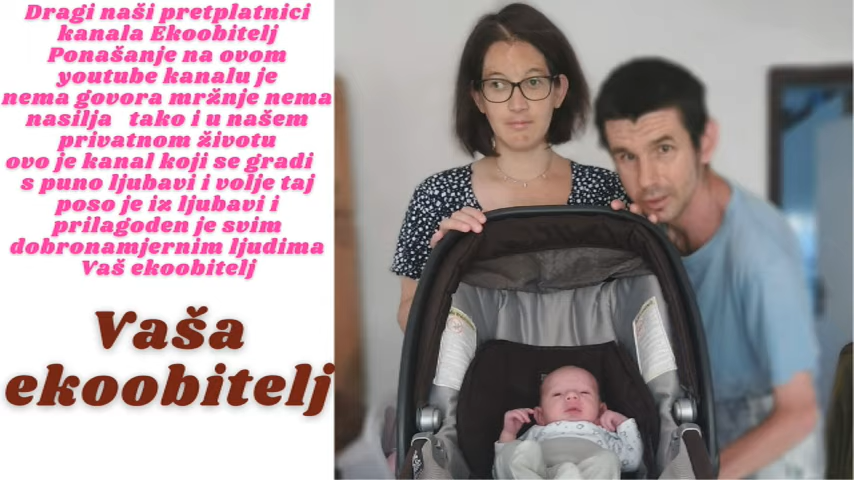 Dragi naši pretplatnici
kanala Ekoobitelj
Ponašanje na ovom
youtube kanalu je
nema govora mržnje nema
nasilja tako i u našem
privatnom životu
ovo je kanal koji se gradi
s puno ljubavi i volje taj
poso je iz ljubavi i
prilagođen je svim
dobronamjernim ljudima
Vaš ekoobitelj
Vaša
ekoobitelj